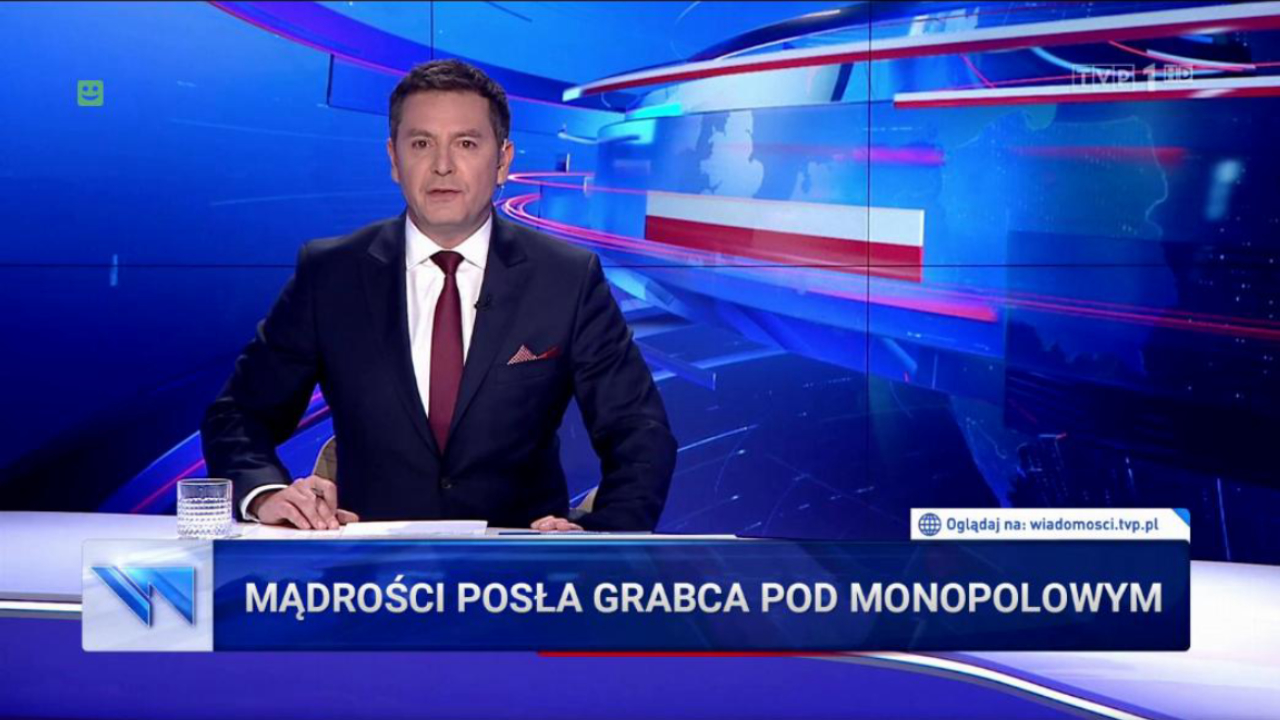 TVP 1 HD
Oglądaj na: wiadomosci.tvp.pl
MĄDROŚCI POSŁA GRABCA POD MONOPOLOWYM